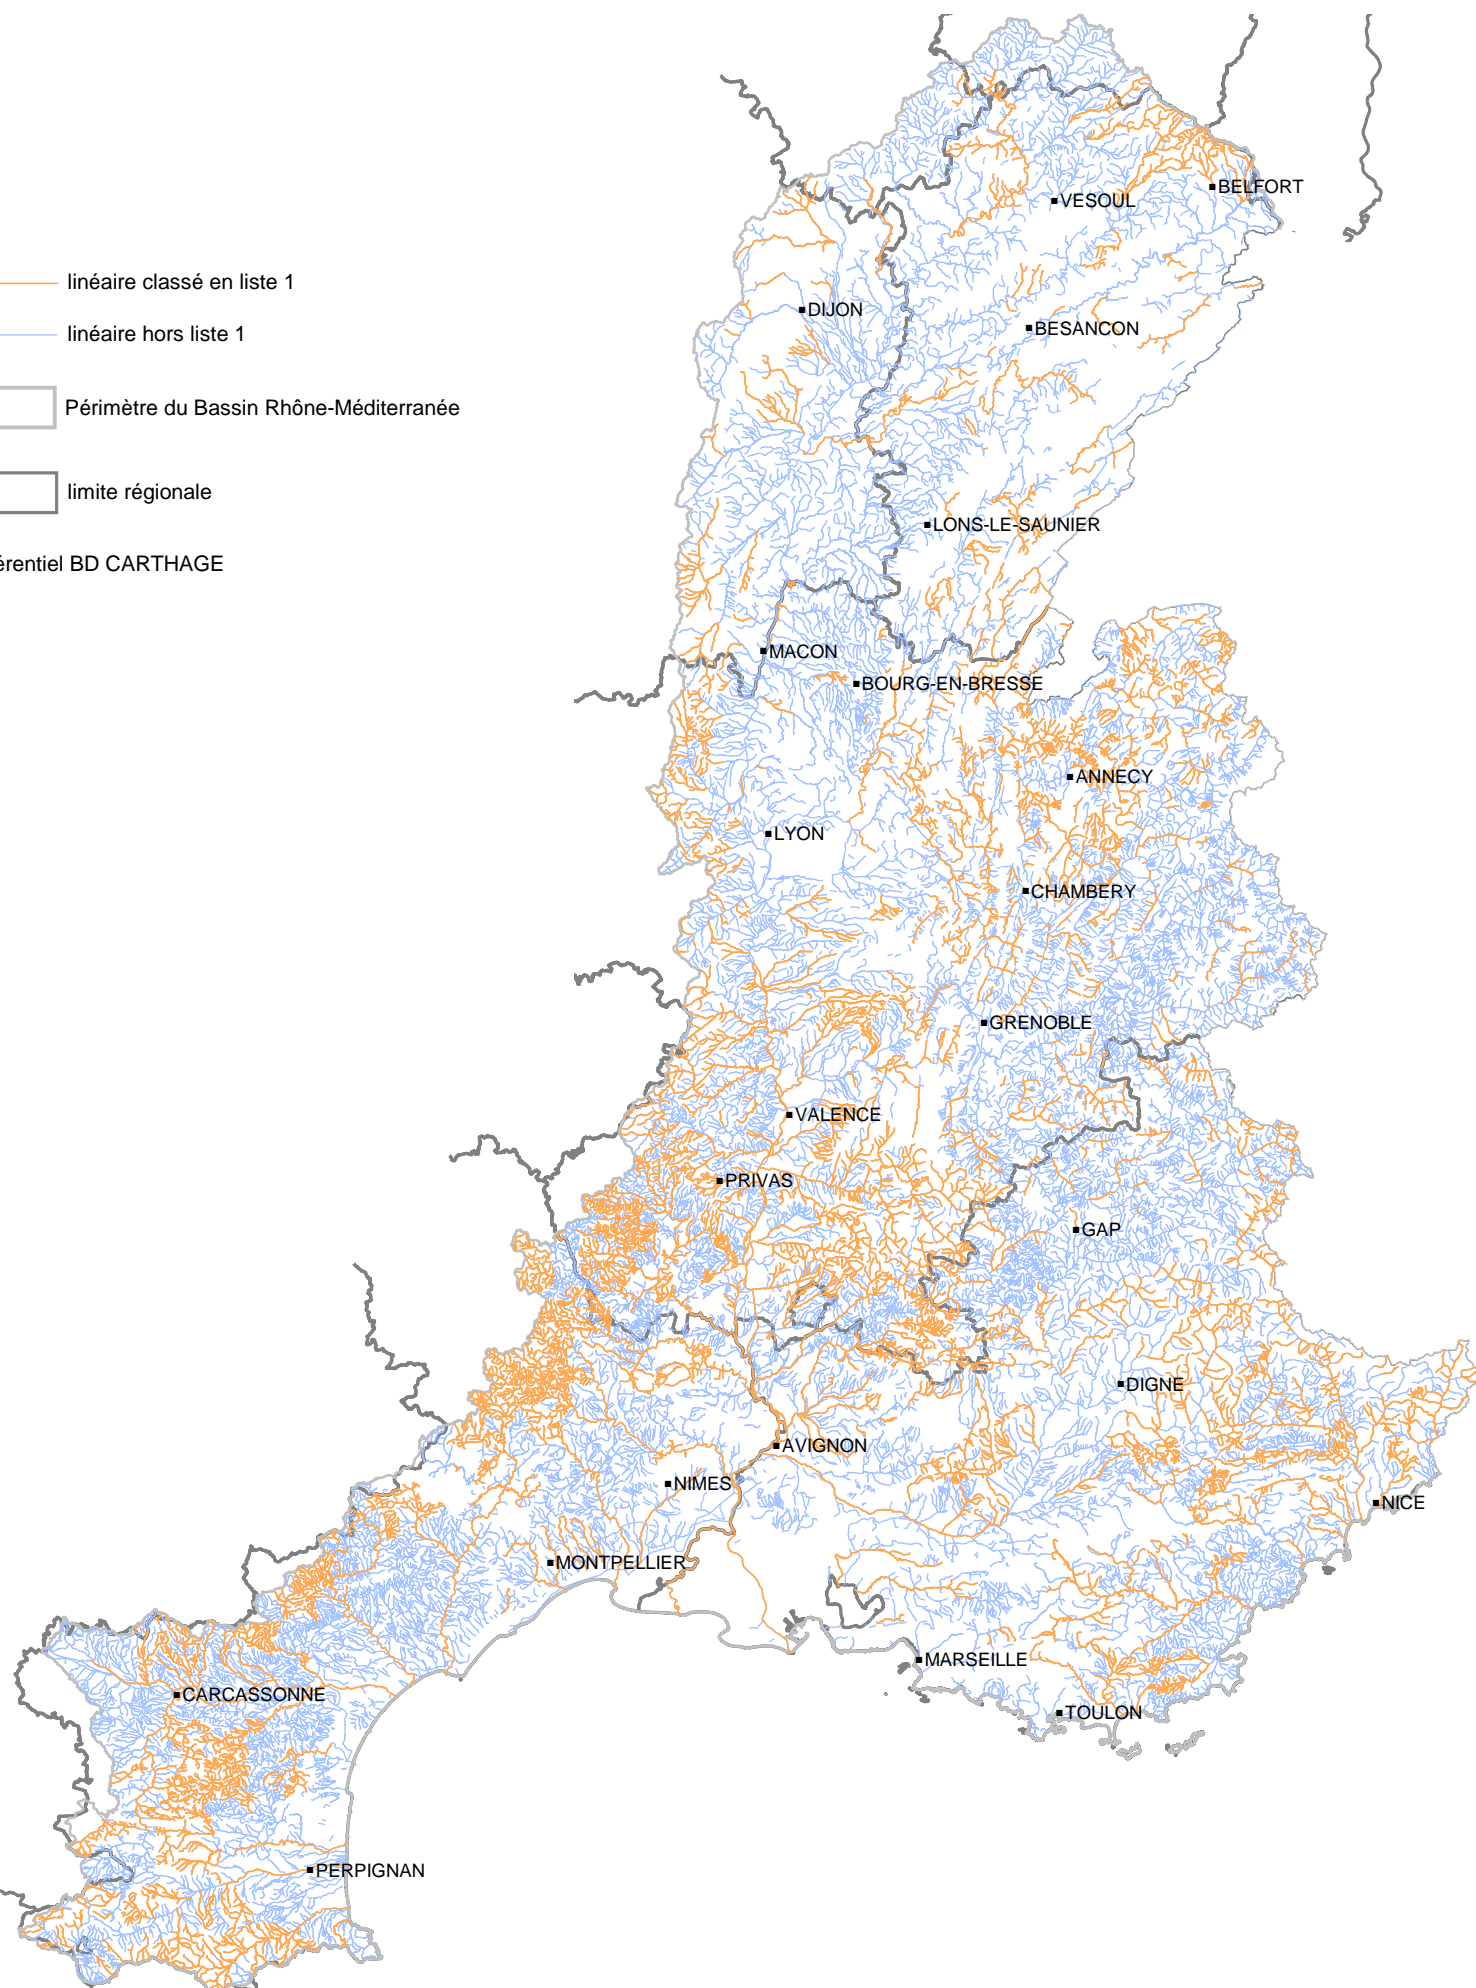 BELFORT
VESOUL
linéaire classé en liste 1
DIJON
BESANCON
linéaire hors liste 1
Périmètre du Bassin Rhône-Méditerranée
limite régionale
LONS-LE-SAUNIER
érentiel BD CARTHAGE
MACON
BOURG-EN-BRESSE
ANNECY
LYON
CHAMBERY
GRENOBLE
VALENCE
PRIVAS
GAP
DIGNE
AVIGNON
NIMES
NICE
MONTPELLIER
MARSEILLE
CARCASSONNE
TOULON
PERPIGNAN